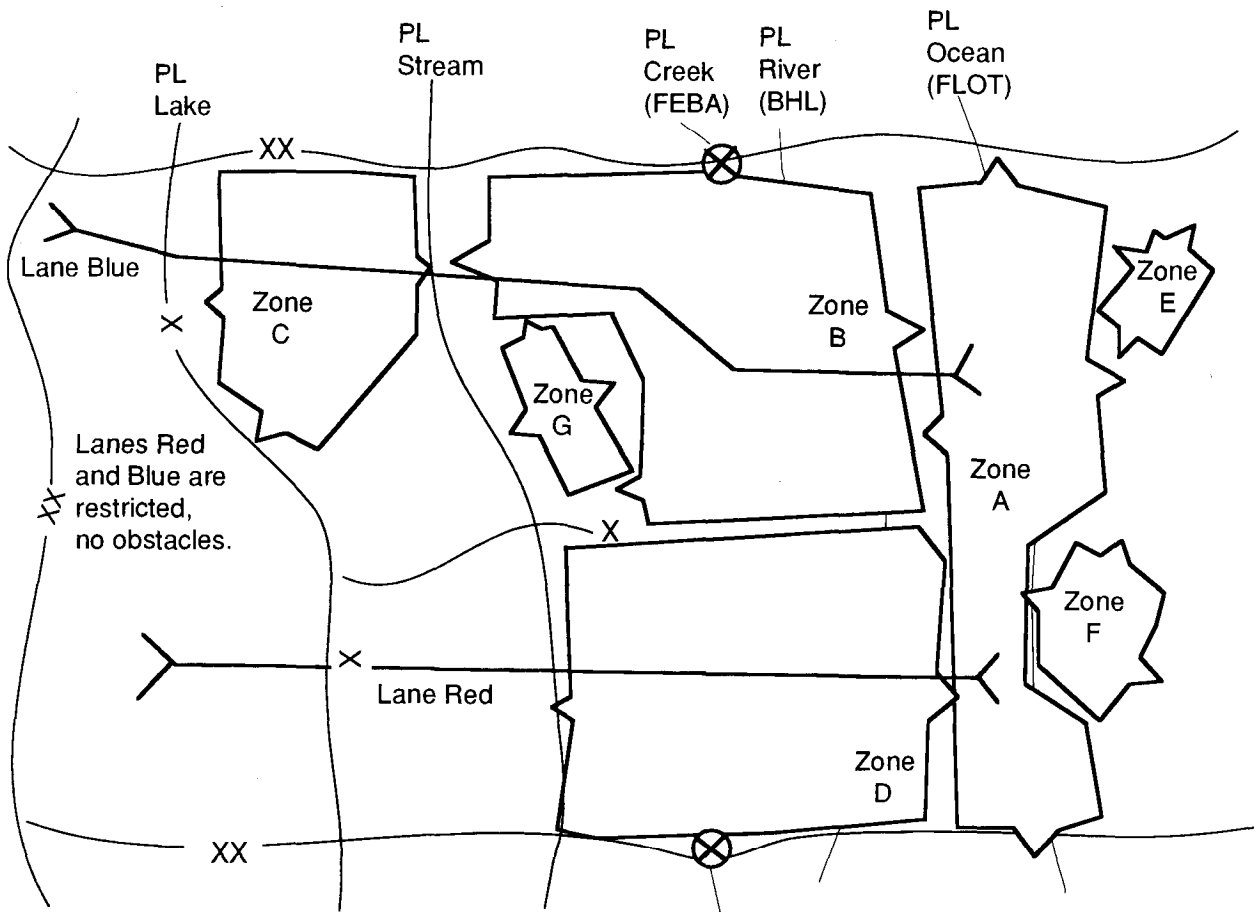 PL
Lake
PL
Stream
PL
Creek
(FEBA)
PL
River
(BHL)
PL
Ocean
(FLOT)
XX
Lane Blue
Zone
C
X
Zone
B
Zone
E
Zone
G
Lanes Red
and Blue are
restricted,
no obstacles.
XX
Zone
A
X
Zone
F
X
Lane Red
Zone
D
XX